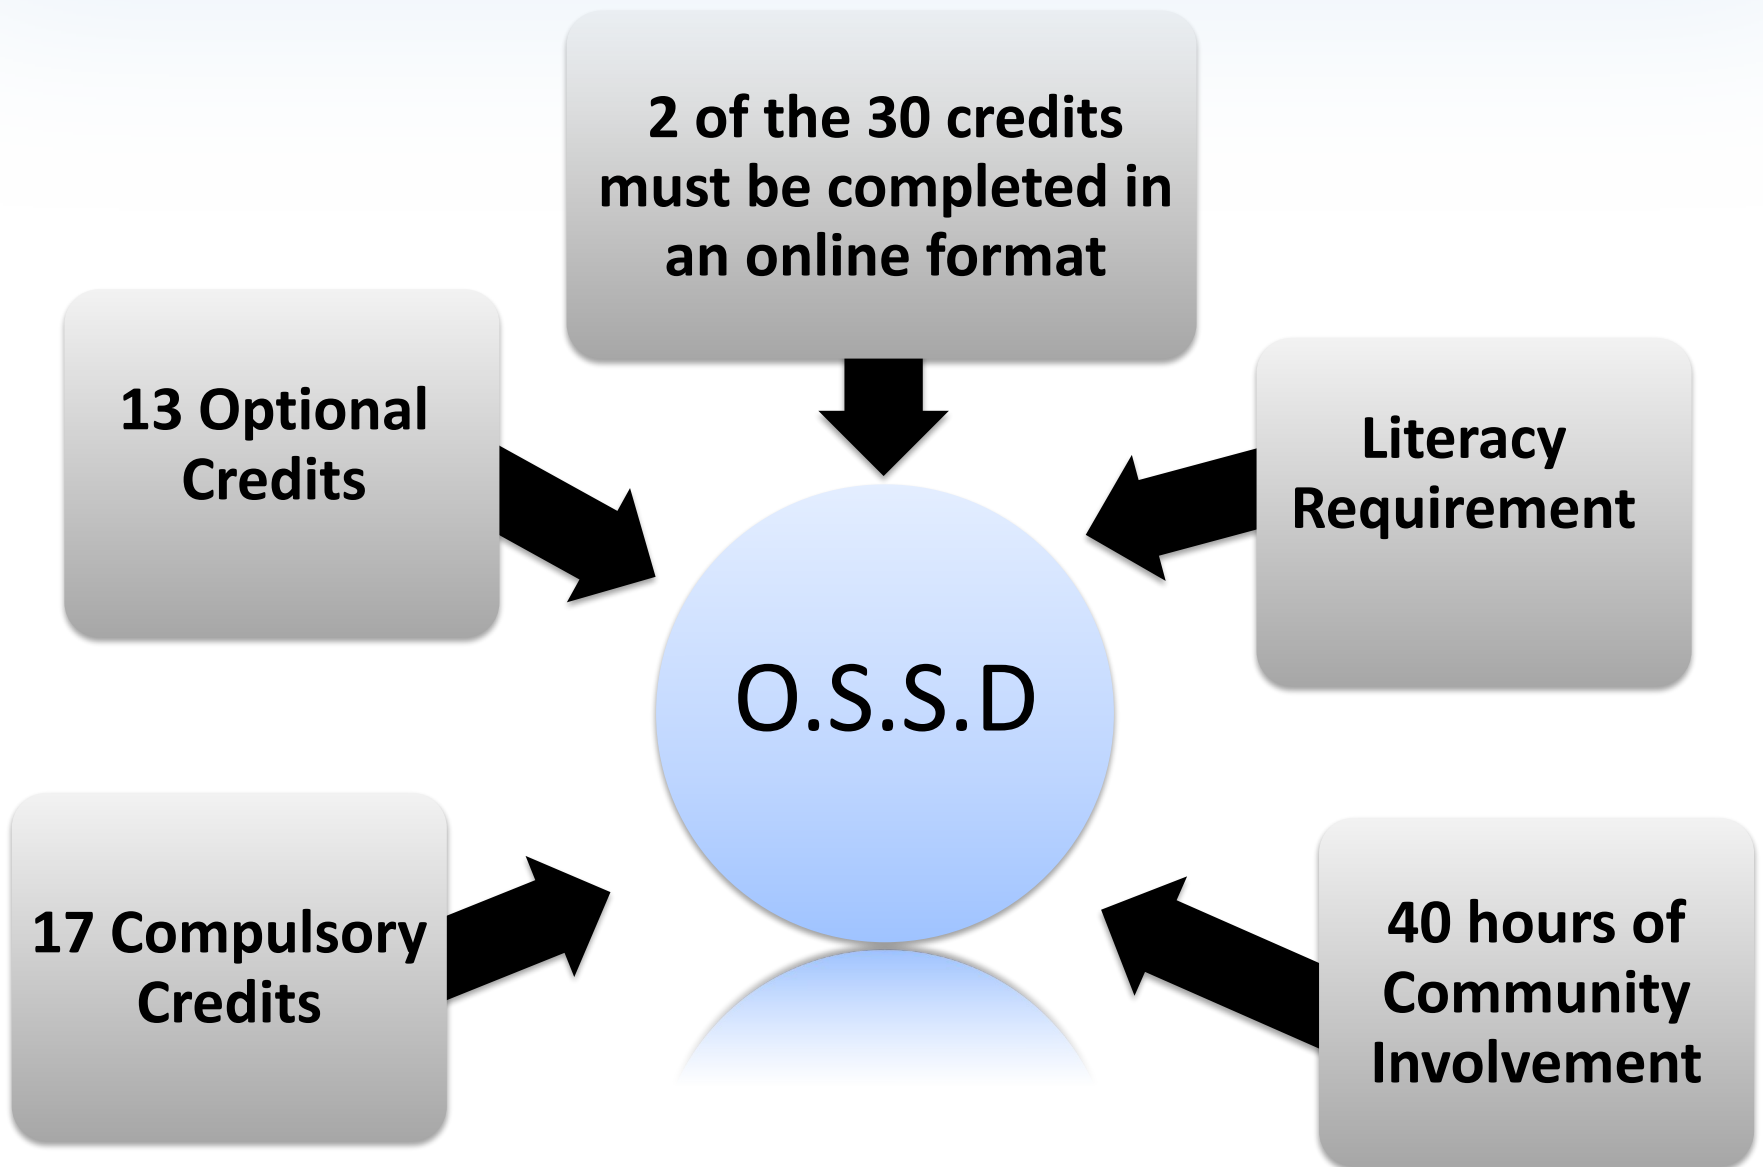 2 of the 30 credits
must be completed in
an online format
13 Optional
Credits
Literacy
Requirement
O.S.S.D
17 Compulsory
Credits
40 hours of
Community
Involvement